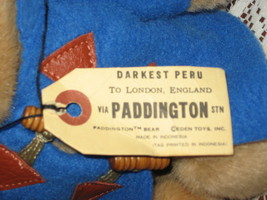 DARKEST PERU
TO LONDON, ENGLAND
VIA PADDINGTON STN
PADDINGTON™ BEAR ©EDEN TOYS, INC.
MADE IN INDONESIA
-TAG PRINTED IN INDONESIA-